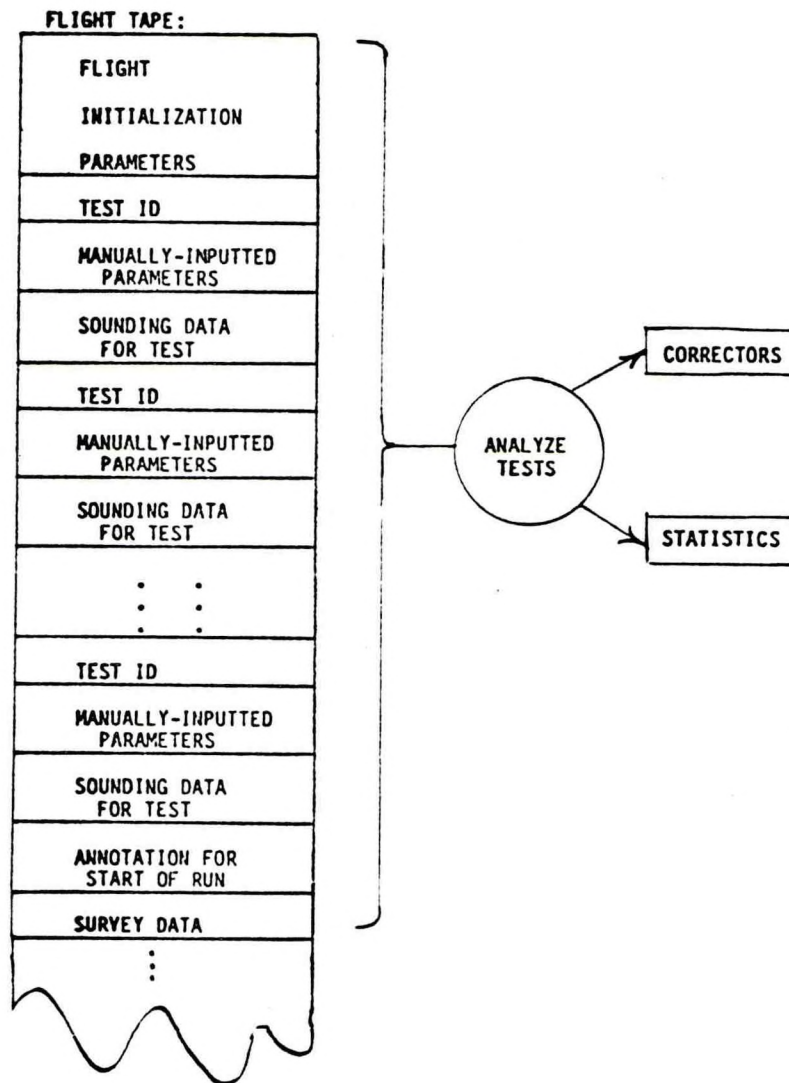 FLIGHT TAPE:
FLIGHT
INITIALIZATION
PARAMETERS
TEST ID
MANUALLY-INPUTTED
PARAMETERS
SOUNDING DATA
FOR TEST
TEST ID
MANUALLY-INPUTTED
PARAMETERS
SOUNDING DATA
FOR TEST
TEST ID
MANUALLY-INPUTTED
PARAMETERS
SOUNDING DATA
FOR TEST
ANNOTATION FOR
START OF RUN
SURVEY DATA
ANALYZE
TESTS
CORRECTORS
STATISTICS